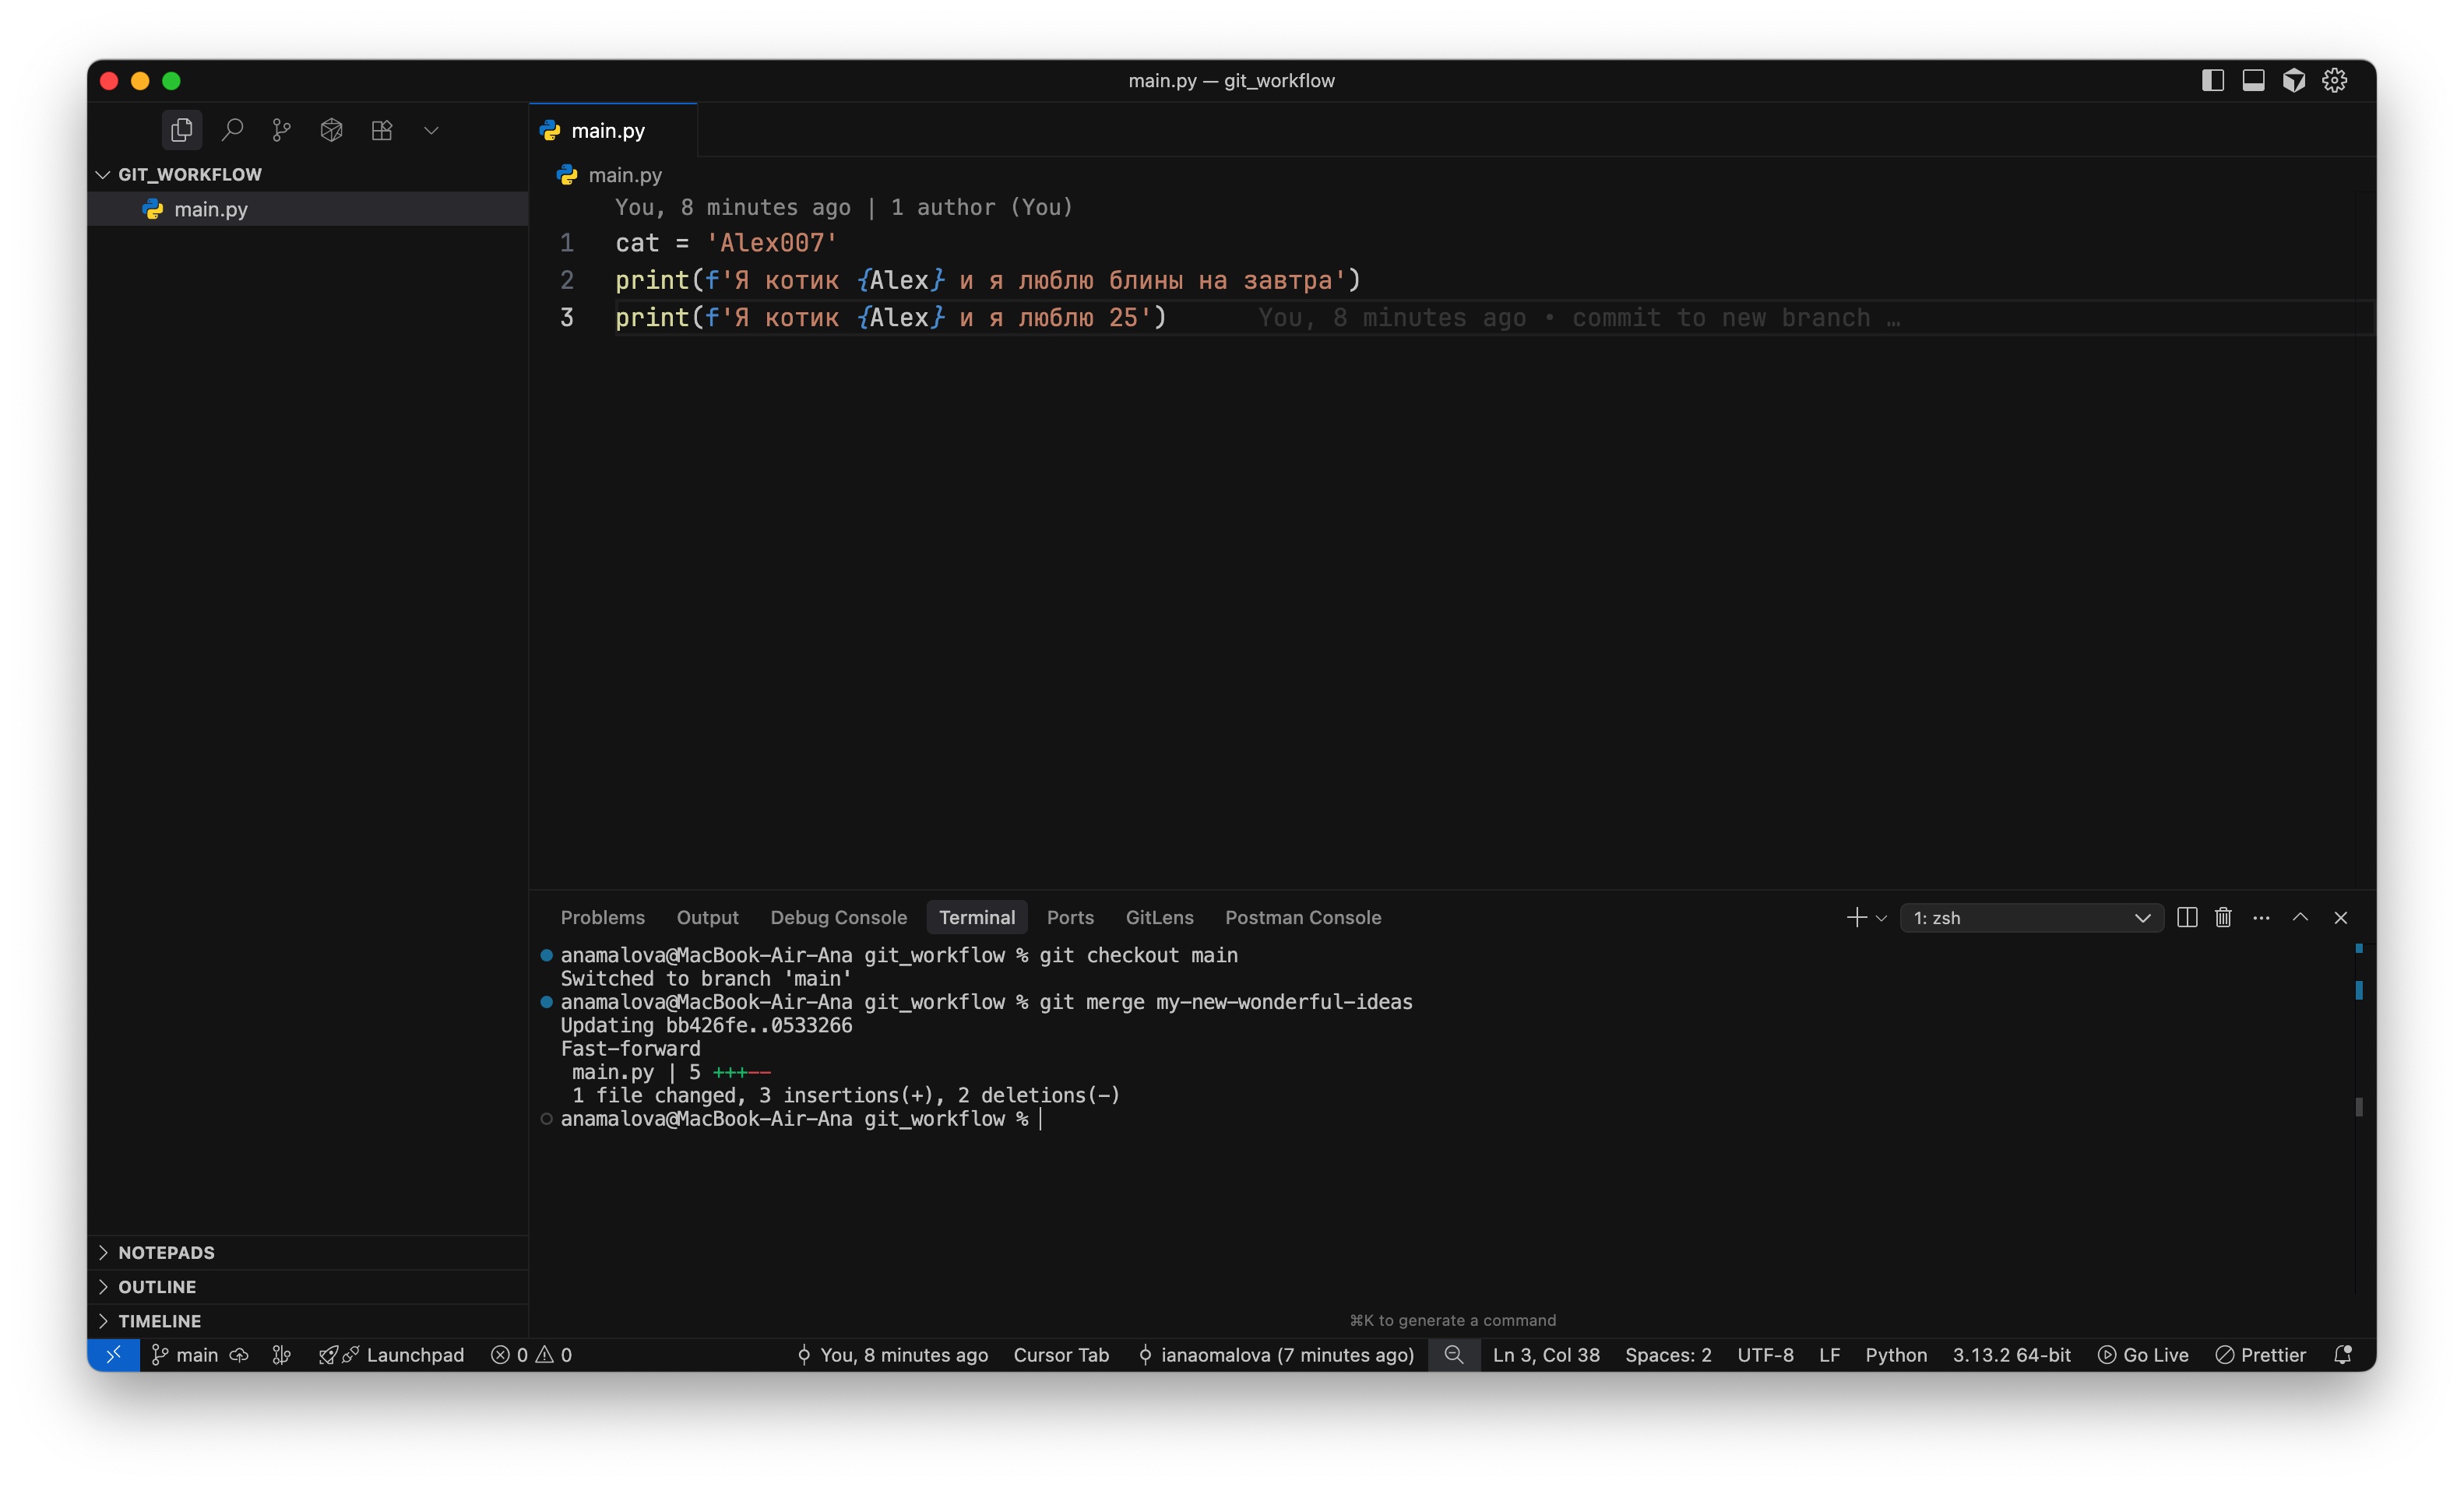 main.py — git_workflow
GIT_WORKFLOW
main.py
main.py
main.py
You, 8 minutes ago | 1 author (You)
1 cat = 'Alex007'
2 print(f'Я котик {Alex} и я люблю блины на завтра')
3 print(f'Я котик {Alex} и я люблю 25') You, 8 minutes ago • commit to new branch …
Problems Output Debug Console Terminal Ports GitLens Postman Console
1: zsh
anamalova@MacBook-Air-Ana git_workflow % git checkout main
Switched to branch 'main'
anamalova@MacBook-Air-Ana git_workflow % git merge my-new-wonderful-ideas
Updating bb426fe..0533266
Fast-forward
main.py | 5 +++--
1 file changed, 3 insertions(+), 2 deletions(-)
anamalova@MacBook-Air-Ana git_workflow %
NOTEPADS
OUTLINE
TIMELINE
⌘K to generate a command
main Launchpad 0 0 You, 8 minutes ago Cursor Tab ianaomalova (7 minutes ago) Ln 3, Col 38 Spaces: 2 UTF-8 LF Python 3.13.2 64-bit Go Live Prettier